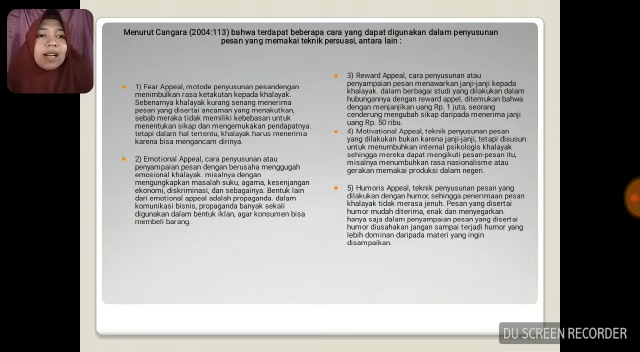 Menurut Cangara (2004:113) bahwa terdapat beberapa cara yang dapat digunakan dalam penyusunan
pesan yang memakai teknik persuasi, antara lain :
1) Fear Appeal, motode penyusunan pesandengan
menimbulkan rasa ketakutan kepada khalayak.
Sebenarnya khalayak kurang senang menerima
pesan yang disertai ancaman yang menakutkan,
sebab meraka tidak memiliki kebebasan untuk
menentukan sikap dan mengemukakan pendapatnya.
tetapi dalam hal tertentu, khalayak harus menerima
karena bisa mengancam dirinya.
2) Emotional Appeal, cara penyusunan atau
penyampaian pesan dengan berusaha menggugah
emosional khalayak. misalnya dengan
mengungkapkan masalah suku, agama, kesenjangan
ekonomi, diskriminasi, dan sebagainya. Bentuk lain
dari emotional appeal adalah propaganda. dalam
komunikasi bisnis, propaganda banyak sekali
digunakan dalam bentuk iklan, agar konsumen bisa
membeli barang.
3) Reward Appeal, cara penyusunan atau
penyampaian pesan menawarkan janji-janji kepada
khalayak. dalam berbagai studi yang dilakukan dalam
hubungannya dengan reward appel, ditemukan bahwa
dengan menjanjikan uang Rp. 1 juta, seorang
cenderung mengubah sikap daripada menerima janji
uang Rp. 50 ribu.
4) Motivational Appeal, teknik penyusunan pesan
yang dilakukan bukan karena janji-janji, tetapi disusun
untuk menumbuhkan internal psikologis khalayak
sehingga mereka dapat mengikuti pesan-pesan itu,
misalnya menumbuhkan rasa nasionalisme atau
gerakan memakai produksi dalam negeri.
5) Humoris Appeal, teknik penyusunan pesan yang
dilakukan dengan humor, sehingga penerimaan pesan
khalayak tidak merasa jenuh. Pesan yang disertai
humor mudah diterima, enak dan menyegarkan.
hanya saja dalam penyampaian pesan yang disertai
humor diusahakan jangan sampai terjadi humor yang
lebih dominan daripada materi yang ingin
disampaikan.
DU SCREEN RECORDER